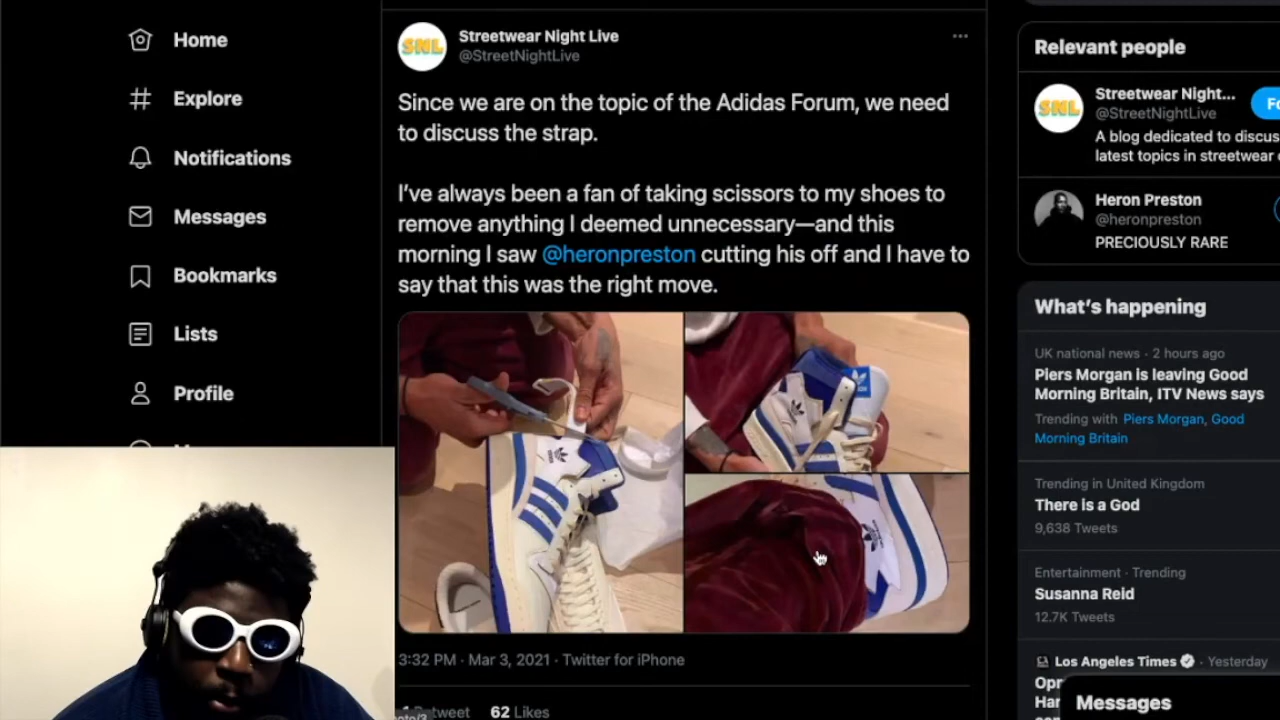 Home
Explore
Notifications
Messages
Bookmarks
Lists
Profile
SNL
Streetwear Night Live
@StreetNightLive
Since we are on the topic of the Adidas Forum, we need
to discuss the strap.
I've always been a fan of taking scissors to my shoes to
remove anything I deemed unnecessary—and this
morning I saw @heronpreston cutting his off and I have to
say that this was the right move.
3:32 PM · Mar 3, 2021 · Twitter for iPhone
Retweet 62 Likes
Relevant people
SNL
Streetwear Night...
@StreetNightLive
A blog dedicated to discus
latest topics in streetwear
Heron Preston
@heronpreston
PRECIOUSLY RARE
What's happening
UK national news · 2 hours ago
Piers Morgan is leaving Good
Morning Britain, ITV News says
Trending with Piers Morgan, Good
Morning Britain
Trending in United Kingdom
There is a God
9,638 Tweets
Entertainment · Trending
Susanna Reid
12.7K Tweets
Los Angeles Times · Yesterday
Messages